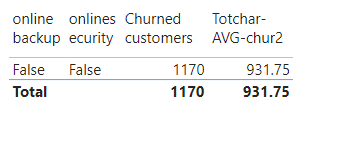 online onlines Churned Totchar-
backup ecurity customers AVG-chur2
False False 1170 931.75
Total 1170 931.75